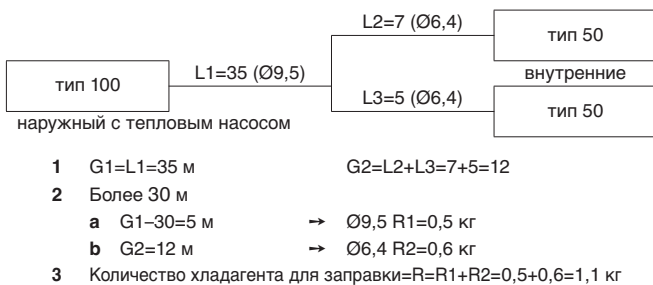 L2=7 (Ø6,4)
тип 50
тип 100
L1=35 (Ø9,5)
внутренние
L3=5 (Ø6,4)
тип 50
наружный с тепловым насосом
1 G1=L1=35 м G2=L2+L3=7+5=12
2 Более 30 м
a G1–30=5 м → Ø9,5 R1=0,5 кг
b G2=12 м → Ø6,4 R2=0,6 кг
3 Количество хладагента для заправки=R=R1+R2=0,5+0,6=1,1 кг